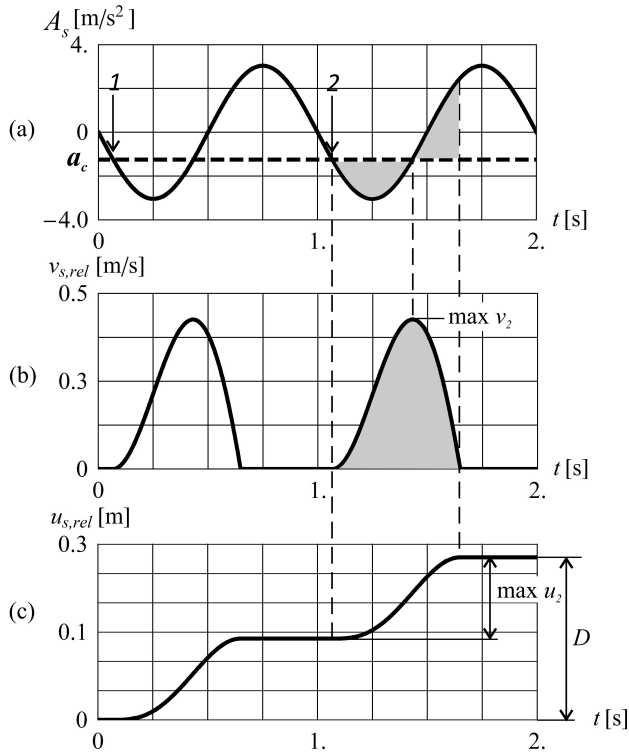 A_s [m/s²]
4.
1
2
(a)
0
a_c
−4.0
0
1.
2.
t [s]
v_s,rel [m/s]
0.5
max v_2
(b)
0.3
0
t [s]
0
1.
2.
u_s,rel [m]
0.3
max u_2
(c)
0.1
D
0
t [s]
0
1.
2.